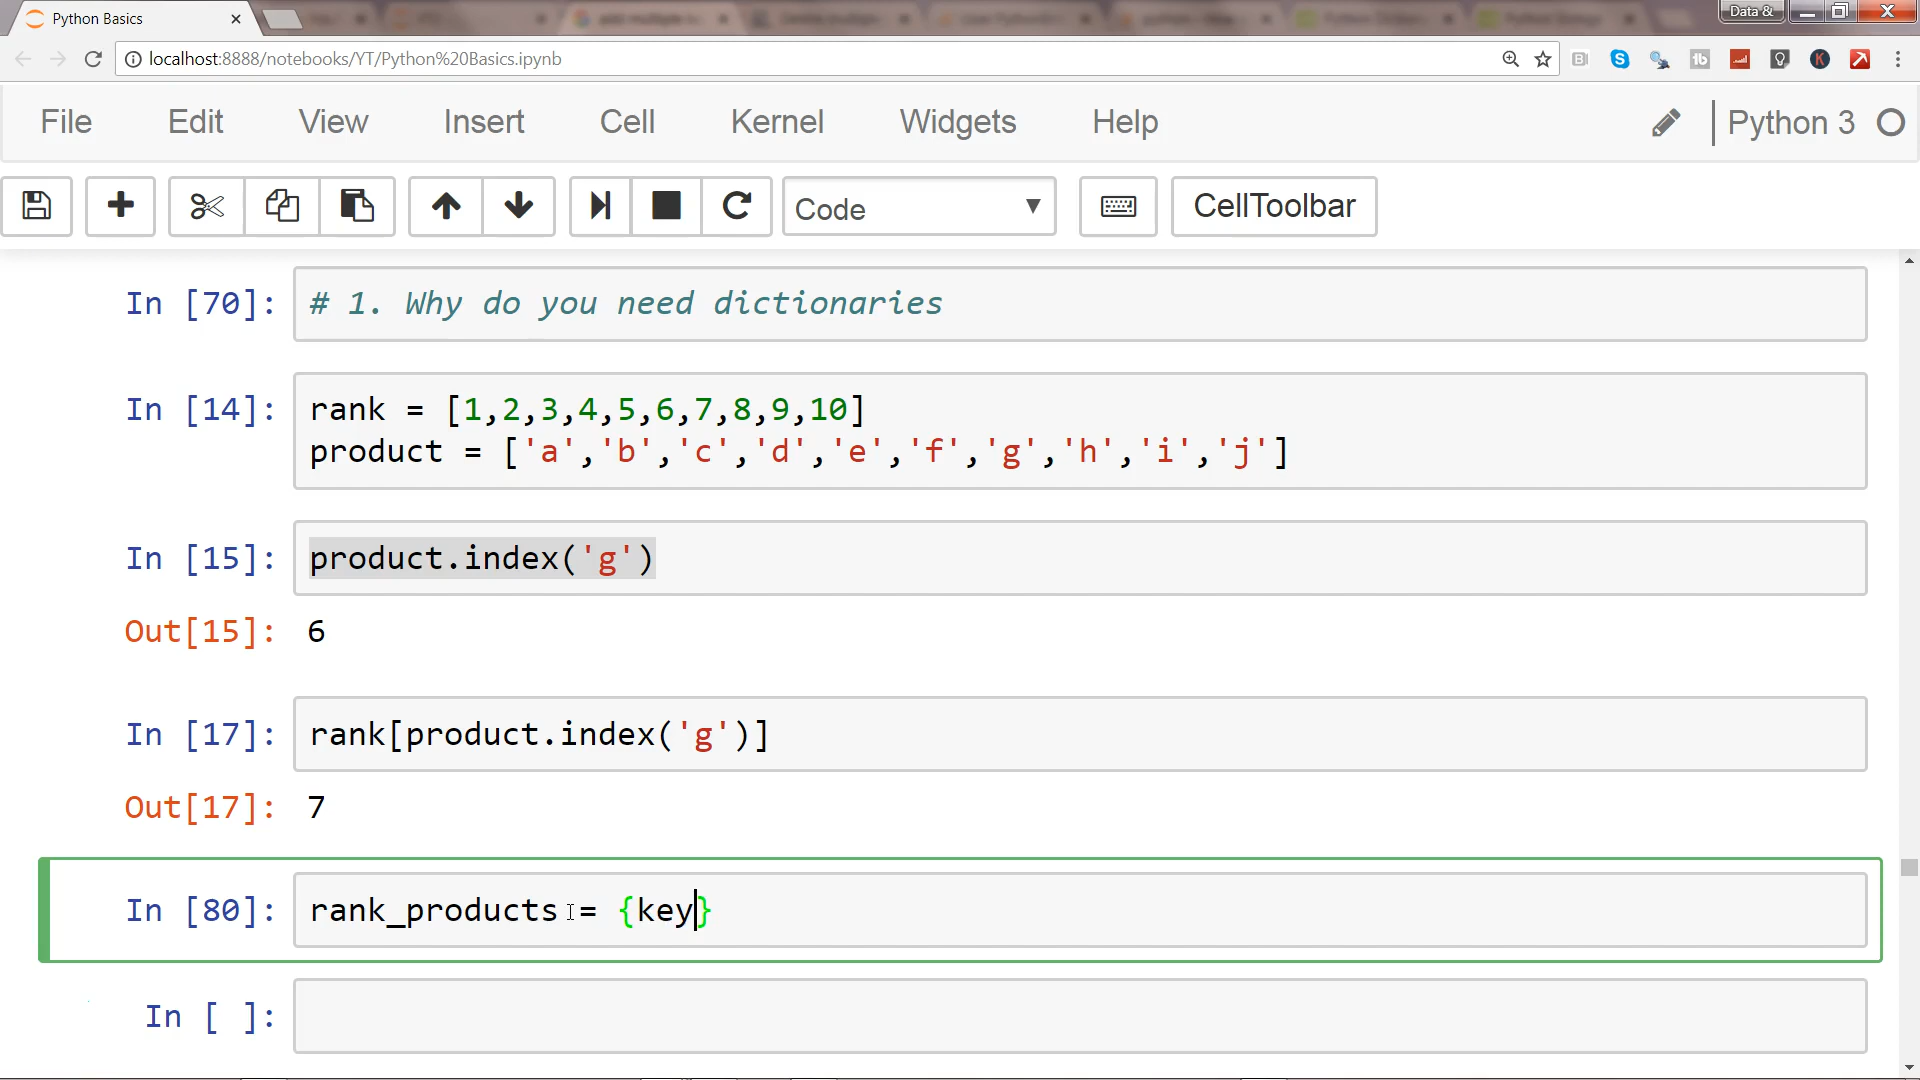 Python Basics
Data &
localhost:8888/notebooks/YT/Python%20Basics.ipynb
File Edit View Insert Cell Kernel Widgets Help Python 3
Code CellToolbar
In [70]: # 1. Why do you need dictionaries
In [14]: rank = [1,2,3,4,5,6,7,8,9,10]
product = ['a','b','c','d','e','f','g','h','i','j']
In [15]: product.index('g')
Out[15]: 6
In [17]: rank[product.index('g')]
Out[17]: 7
In [80]: rank_products = {key}
In [ ]: